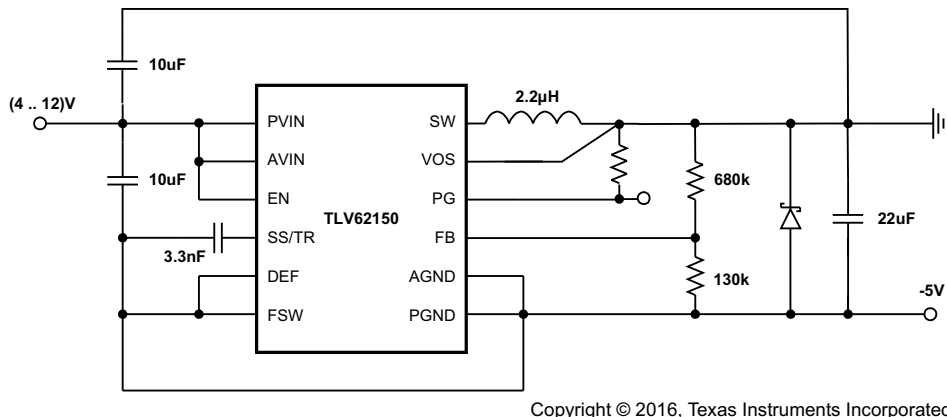 10uF
(4 .. 12)V
2.2µH
PVIN
SW
AVIN
VOS
10uF
680k
EN
PG
TLV62150
22uF
SS/TR
FB
3.3nF
DEF
AGND
130k
-5V
FSW
PGND
Copyright © 2016, Texas Instruments Incorporated